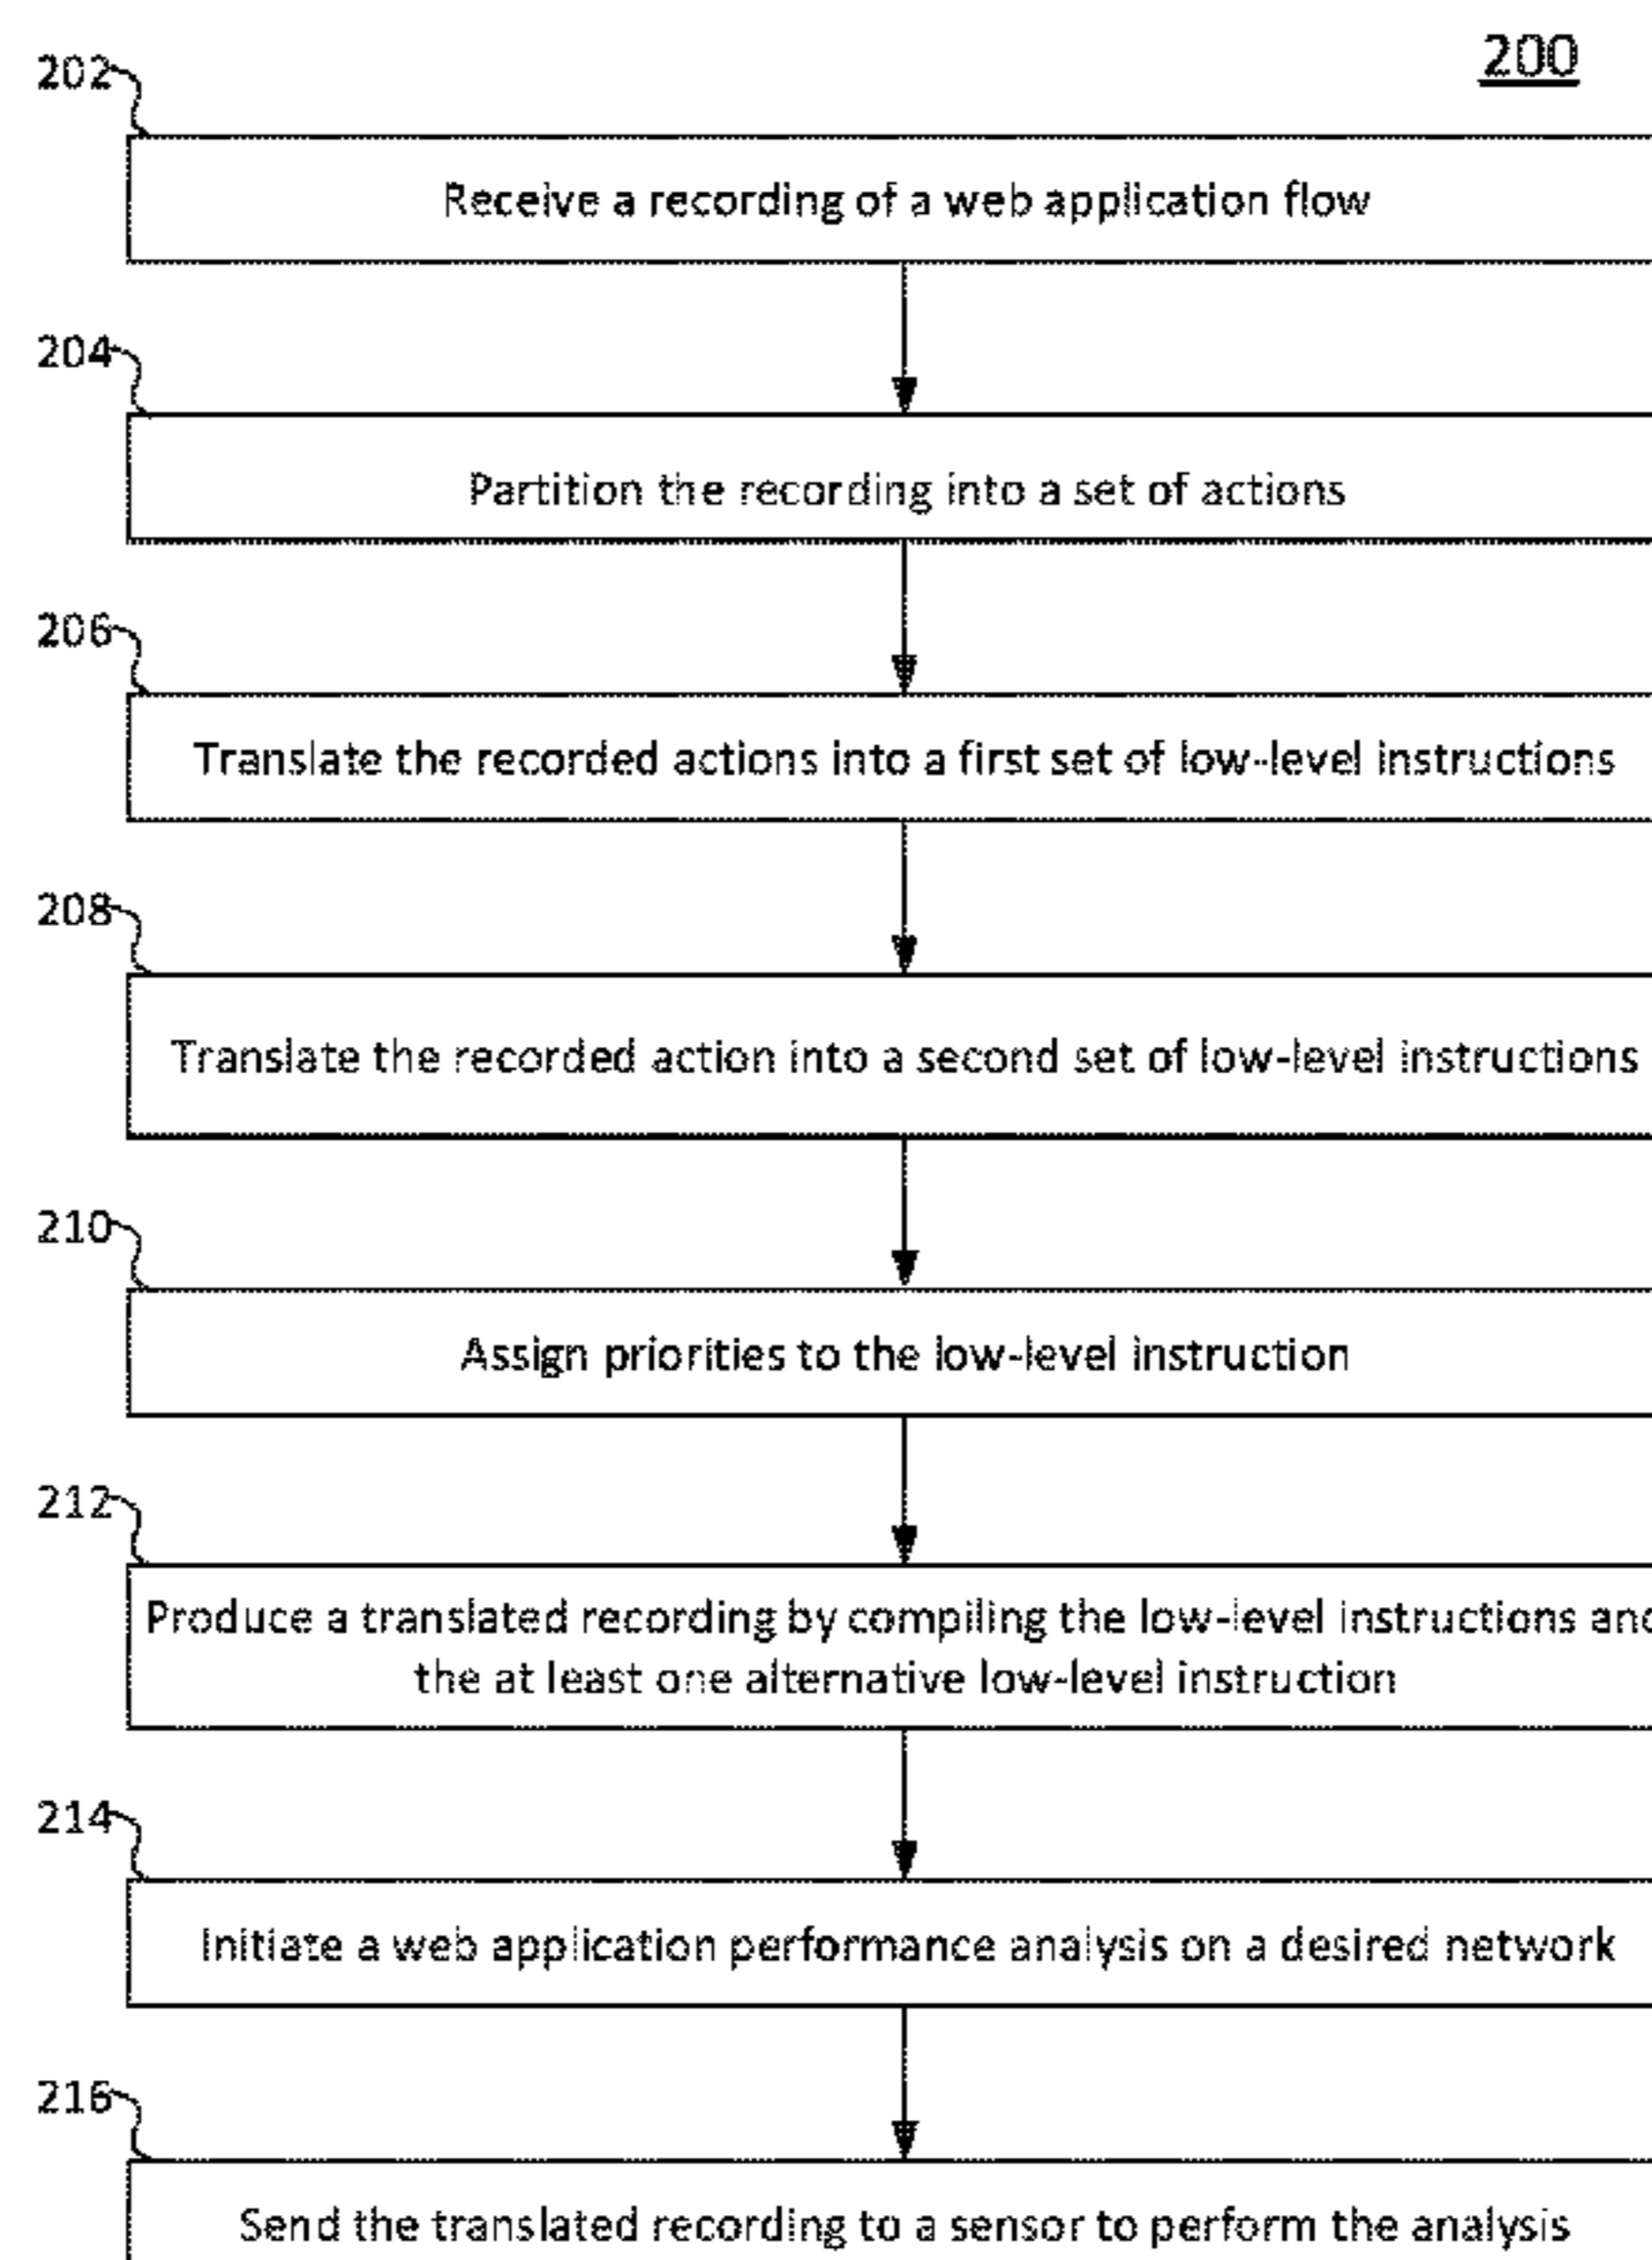 200
202
Receive a recording of a web application flow
204
Partition the recording into a set of actions
206
Translate the recorded actions into a first set of low-level instructions
208
Translate the recorded action into a second set of low-level instructions
210
Assign priorities to the low-level instruction
212
Produce a translated recording by compiling the low-level instructions and
the at least one alternative low-level instruction
214
Initiate a web application performance analysis on a desired network
216
Send the translated recording to a sensor to perform the analysis